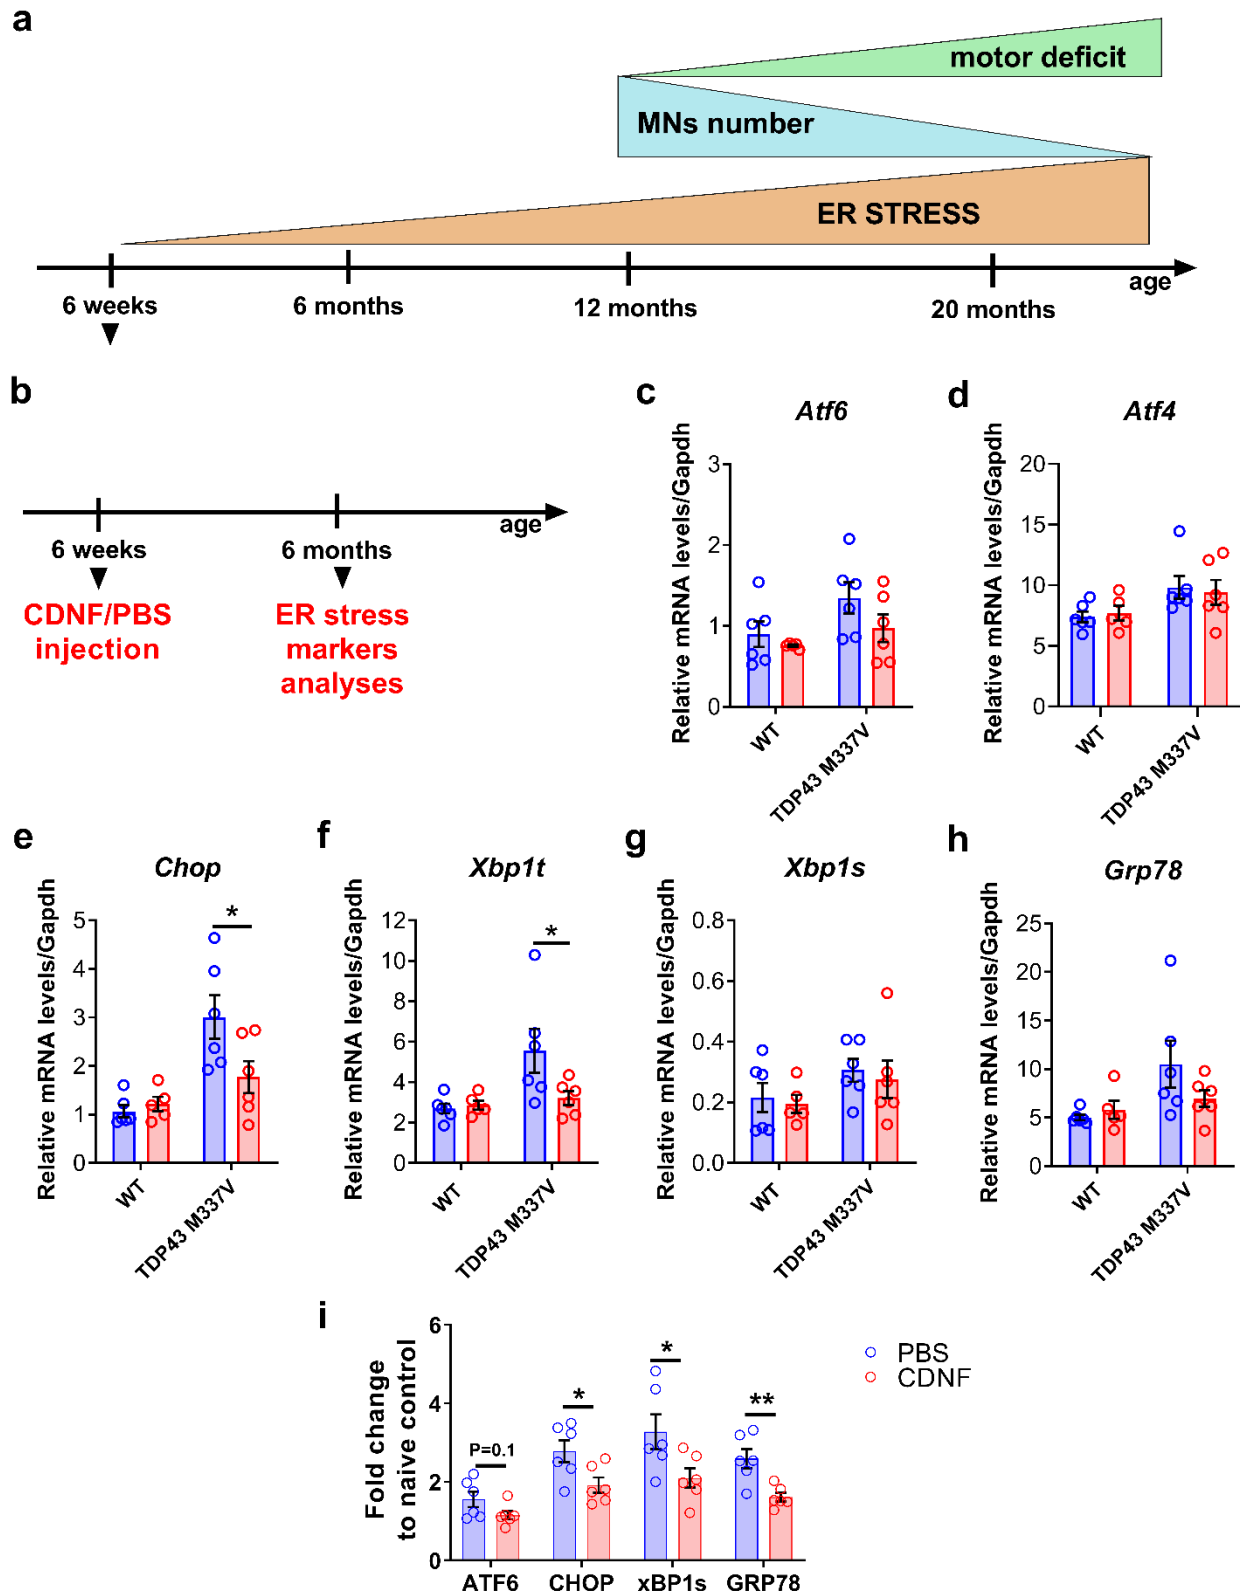 a
motor deficit
MNs number
ER STRESS
age
6 weeks
6 months
12 months
20 months
b
age
6 weeks
6 months
CDNF/PBS
injection
ER stress
markers
analyses
c
Atf6
Relative mRNA levels/Gapdh
3
2
1
0
WT
TDP43 M337V
d
Atf4
Relative mRNA levels/Gapdh
20
15
10
5
0
WT
TDP43 M337V
e
Chop
Relative mRNA levels/Gapdh
5
4
3
2
1
0
*
WT
TDP43 M337V
f
Xbp1t
Relative mRNA levels/Gapdh
12
10
8
6
4
2
0
*
WT
TDP43 M337V
g
Xbp1s
Relative mRNA levels/Gapdh
0.8
0.6
0.4
0.2
0.0
WT
TDP43 M337V
h
Grp78
Relative mRNA levels/Gapdh
25
20
15
10
5
0
WT
TDP43 M337V
i
Fold change
to naive control
6
4
2
0
P=0.1
*
*
**
ATF6
CHOP
xBP1s
GRP78
PBS
CDNF